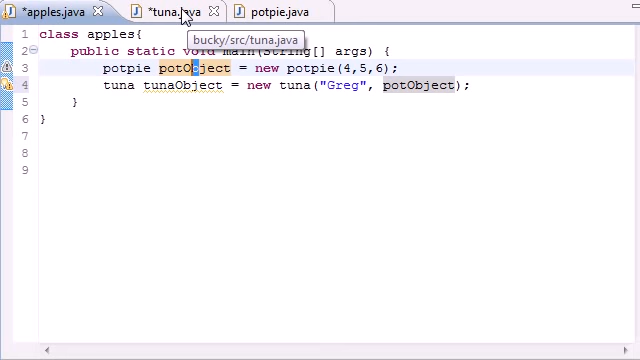 *apples.java *tuna.java potpie.java
bucky/src/tuna.java
1 class apples{
2 public static void main(String[] args) {
3 potpie potObject = new potpie(4,5,6);
4 tuna tunaObject = new tuna("Greg", potObject);
5 }
6 }
7
8
9